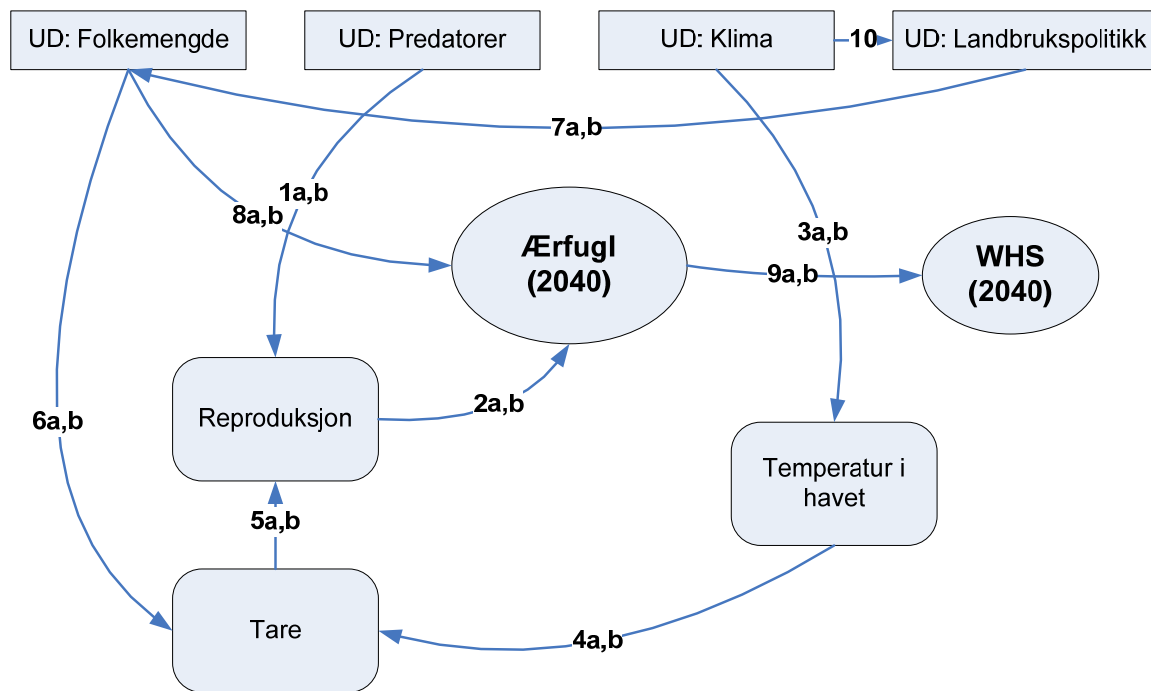 UD: Folkemengde
UD: Predatorer
UD: Klima
10
UD: Landbrukspolitikk
7a,b
1a,b
8a,b
3a,b
Ærfugl
(2040)
9a,b
WHS
(2040)
Reproduksjon
2a,b
6a,b
Temperatur i
havet
5a,b
Tare
4a,b